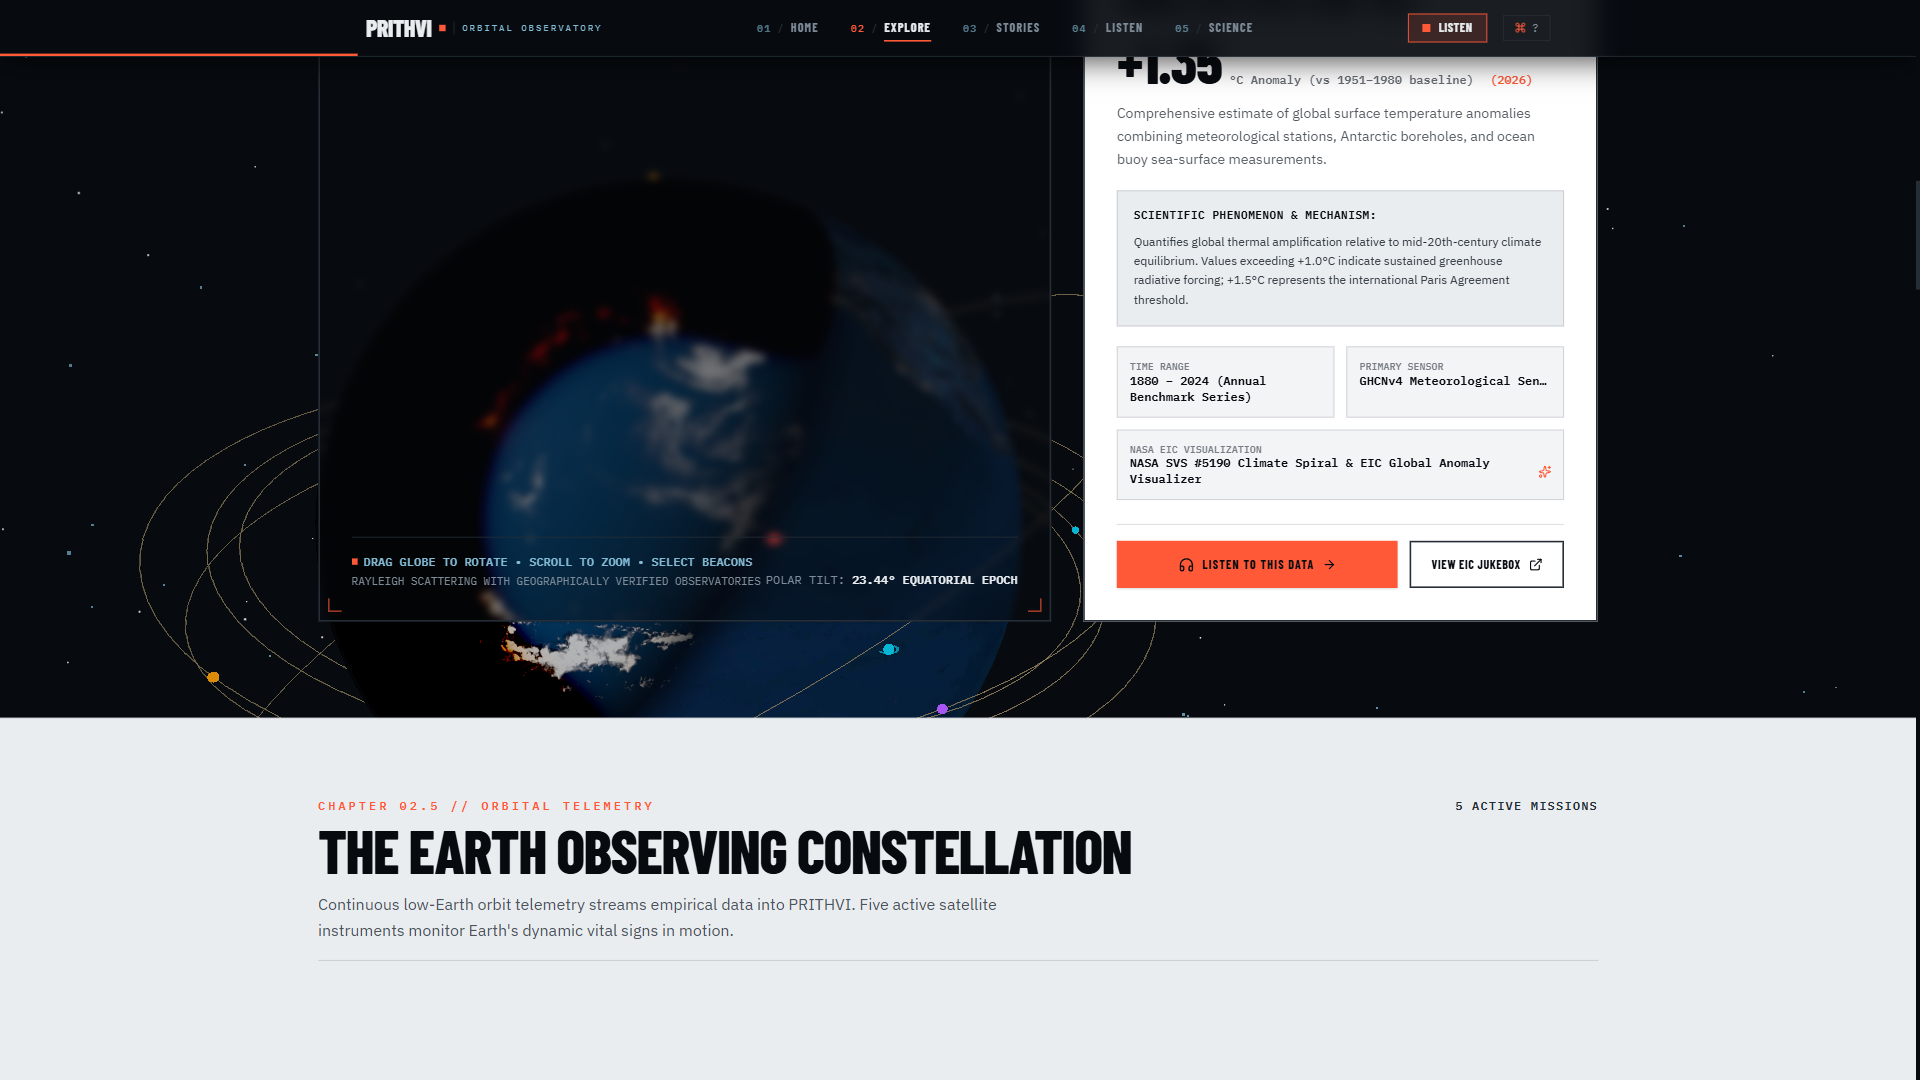 PRITHVI ORBITAL OBSERVATORY
01 / HOME 02 / EXPLORE 03 / STORIES 04 / LISTEN 05 / SCIENCE
LISTEN
⌘ ?
+1.35 °C Anomaly (vs 1951–1980 baseline) (2026)
Comprehensive estimate of global surface temperature anomalies
combining meteorological stations, Antarctic boreholes, and ocean
buoy sea-surface measurements.
SCIENTIFIC PHENOMENON & MECHANISM:
Quantifies global thermal amplification relative to mid-20th-century climate
equilibrium. Values exceeding +1.0°C indicate sustained greenhouse
radiative forcing; +1.5°C represents the international Paris Agreement
threshold.
TIME RANGE
1880 – 2024 (Annual
Benchmark Series)
PRIMARY SENSOR
GHCNv4 Meteorological Sen…
NASA EIC VISUALIZATION
NASA SVS #5190 Climate Spiral & EIC Global Anomaly
Visualizer
LISTEN TO THIS DATA →
VIEW EIC JUKEBOX
DRAG GLOBE TO ROTATE • SCROLL TO ZOOM • SELECT BEACONS
RAYLEIGH SCATTERING WITH GEOGRAPHICALLY VERIFIED OBSERVATORIES
POLAR TILT: 23.44° EQUATORIAL EPOCH
CHAPTER 02.5 // ORBITAL TELEMETRY
5 ACTIVE MISSIONS
THE EARTH OBSERVING CONSTELLATION
Continuous low-Earth orbit telemetry streams empirical data into PRITHVI. Five active satellite
instruments monitor Earth's dynamic vital signs in motion.